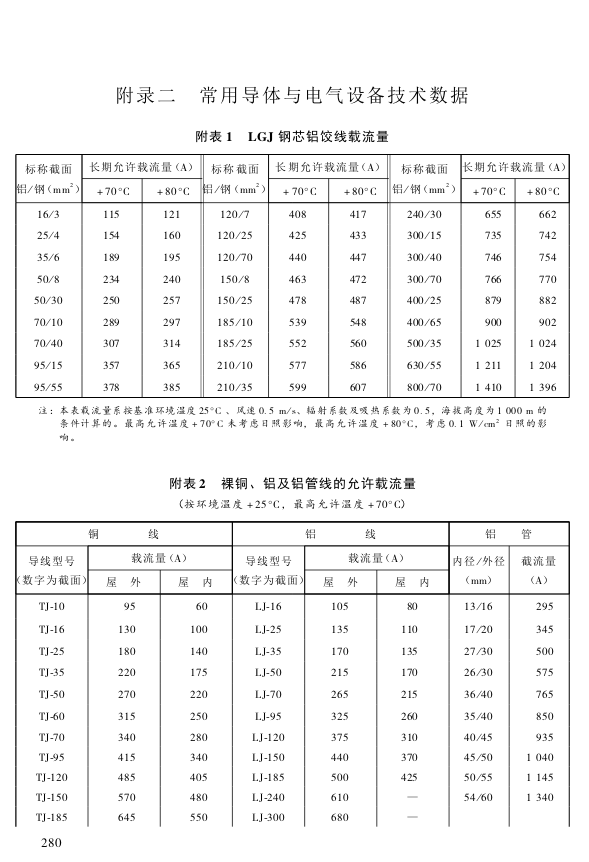 附录二 常用导体与电气设备技术数据
附表 1 LGJ 钢芯铝饺线载流量
标称截面 长期允许载流量(A) 标称截面 长期允许载流量(A) 标称截面 长期允许载流量(A)
铝/钢(mm²) +70°C +80°C 铝/钢(mm²) +70°C +80°C 铝/钢(mm²) +70°C +80°C
16/3 115 121 120/7 408 417 240/30 655 662
25/4 154 160 120/25 425 433 300/15 735 742
35/6 189 195 120/70 440 447 300/40 746 754
50/8 234 240 150/8 463 472 300/70 766 770
50/30 250 257 150/25 478 487 400/25 879 882
70/10 289 297 185/10 539 548 400/65 900 902
70/40 307 314 185/25 552 560 500/35 1 025 1 024
95/15 357 365 210/10 577 586 630/55 1 211 1 204
95/55 378 385 210/35 599 607 800/70 1 410 1 396
注：本表载流量系按基准环境温度 25°C 、风速 0.5 m/s、辐射系数及吸热系数为 0.5，海拔高度为 1 000 m 的
条件计算的。最高允许温度 +70°C 未考虑日照影响，最高允许温度 +80°C，考虑 0.1 W/cm² 日照的影
响。
附表 2 裸铜、铝及铝管线的允许载流量
(按环境温度 +25°C，最高允许温度 +70°C)
铜 线 铝 线 铝 管
导线型号 载流量(A) 导线型号 载流量(A) 内径/外径 截流量
(数字为截面) 屋 外 屋 内 (数字为截面) 屋 外 屋 内 (mm) (A)
TJ-10 95 60 LJ-16 105 80 13/16 295
TJ-16 130 100 LJ-25 135 110 17/20 345
TJ-25 180 140 LJ-35 170 135 27/30 500
TJ-35 220 175 LJ-50 215 170 26/30 575
TJ-50 270 220 LJ-70 265 215 36/40 765
TJ-60 315 250 LJ-95 325 260 35/40 850
TJ-70 340 280 LJ-120 375 310 40/45 935
TJ-95 415 340 LJ-150 440 370 45/50 1 040
TJ-120 485 405 LJ-185 500 425 50/55 1 145
TJ-150 570 480 LJ-240 610 — 54/60 1 340
TJ-185 645 550 LJ-300 680 —
280